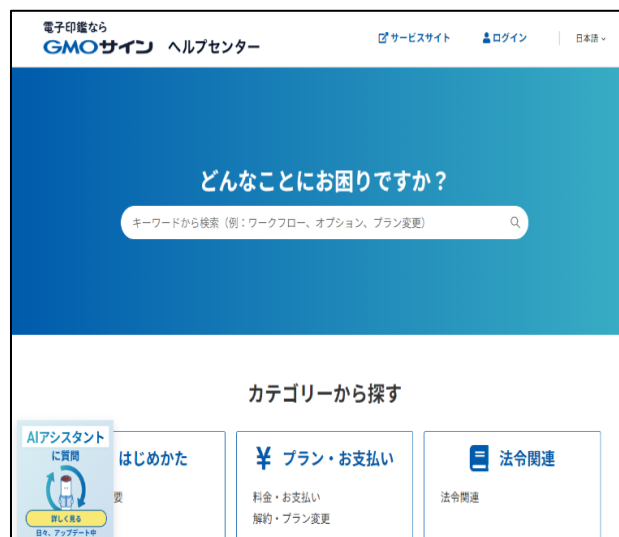 電子印鑑なら
GMOサイン ヘルプセンター
サービスサイト
ログイン
日本語
どんなことにお困りですか？
キーワードから検索（例：ワークフロー、オプション、プラン変更）
カテゴリーから探す
はじめかた
要
プラン・お支払い
料金・お支払い
解約・プラン変更
法令関連
法令関連
AIアシスタント
に質問
詳しく見る
日々、アップデート中